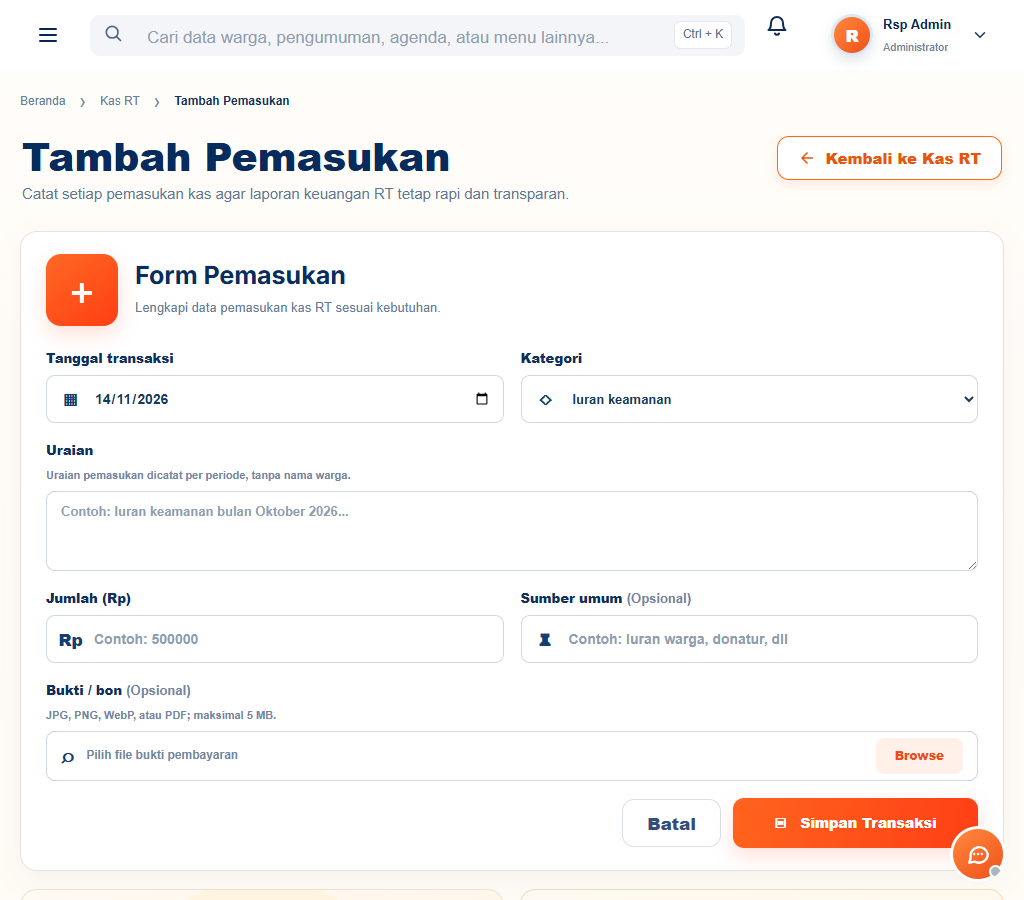 Cari data warga, pengumuman, agenda, atau menu lainnya...
Ctrl + K
R
Rsp Admin
Administrator
Beranda › Kas RT › Tambah Pemasukan
Tambah Pemasukan
Catat setiap pemasukan kas agar laporan keuangan RT tetap rapi dan transparan.
← Kembali ke Kas RT
+
Form Pemasukan
Lengkapi data pemasukan kas RT sesuai kebutuhan.
Tanggal transaksi
14/11/2026
Kategori
Iuran keamanan
Uraian
Uraian pemasukan dicatat per periode, tanpa nama warga.
Contoh: Iuran keamanan bulan Oktober 2026...
Jumlah (Rp)
Rp Contoh: 500000
Sumber umum (Opsional)
Contoh: Iuran warga, donatur, dll
Bukti / bon (Opsional)
JPG, PNG, WebP, atau PDF; maksimal 5 MB.
Pilih file bukti pembayaran
Browse
Batal
Simpan Transaksi